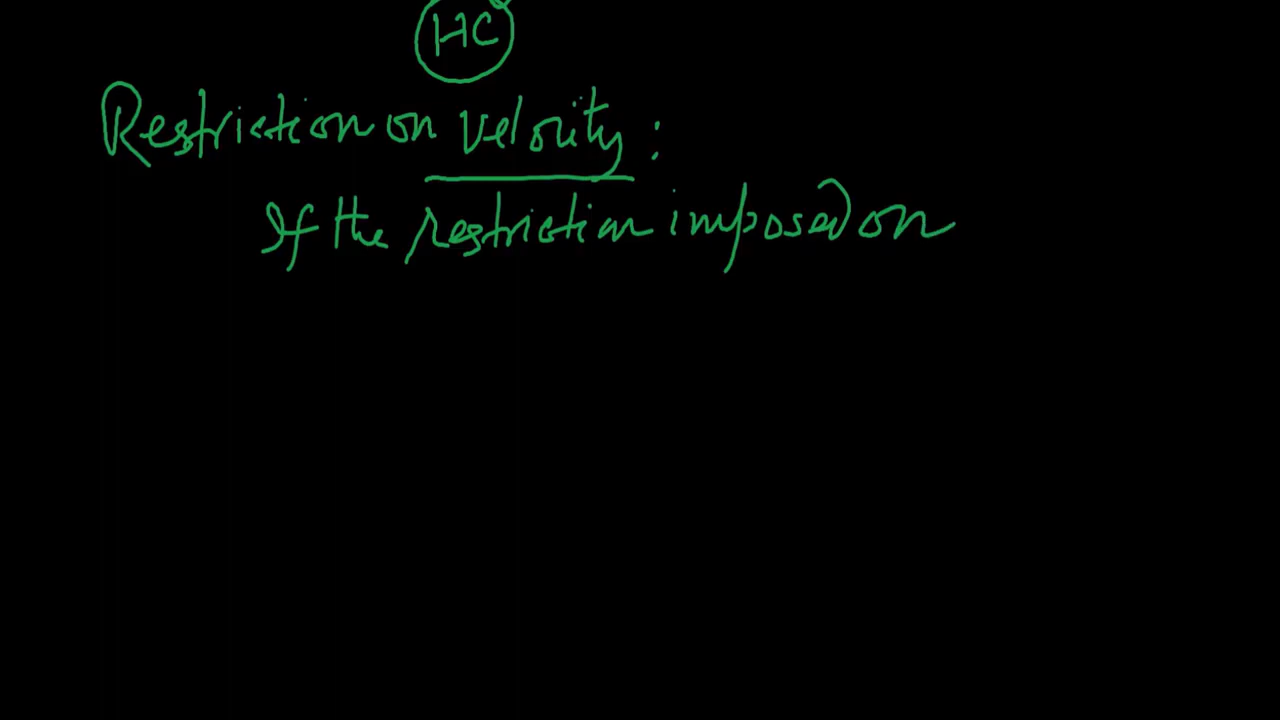 HC
Restriction on Velocity :
If the restriction imposed on